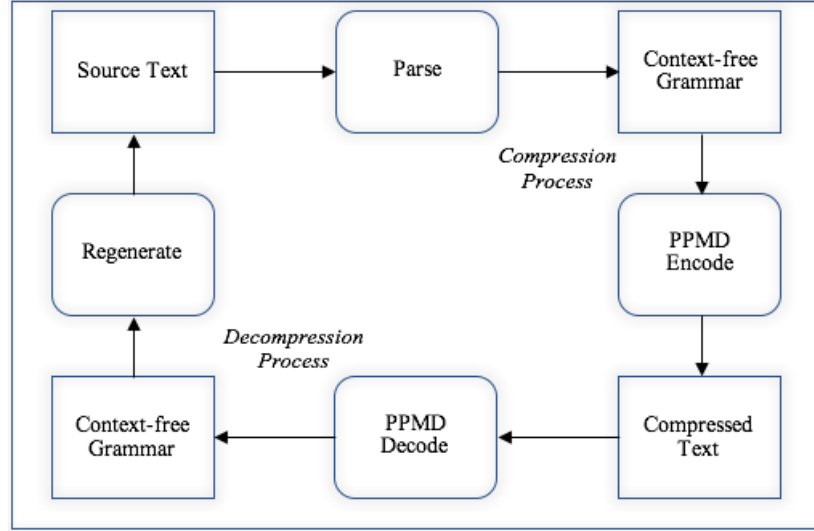 Source Text
Parse
Context-free
Grammar
Compression
Process
Regenerate
PPMD
Encode
Decompression
Process
Context-free
Grammar
PPMD
Decode
Compressed
Text